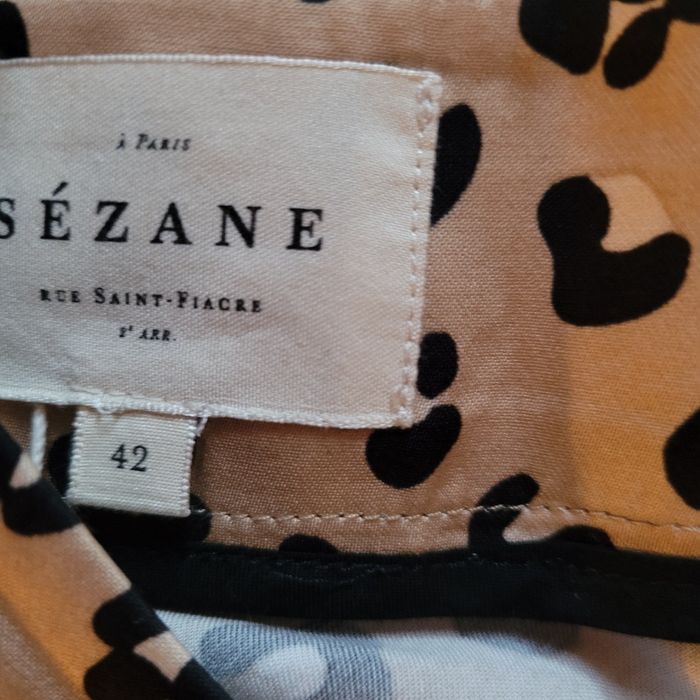 À PARIS
SÉZANE
RUE SAINT-FIACRE
2ᵉ ARR.
42